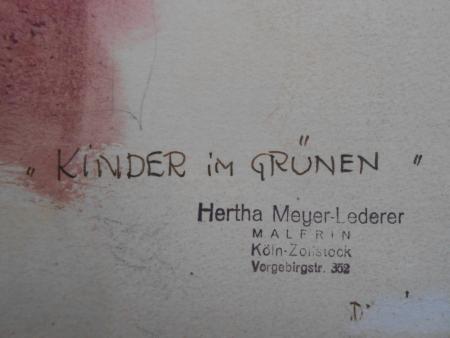 „ KINDER im GRÜNEN "
Hertha Meyer-Lederer
MALERIN
Köln-Zollstock
Vorgebirgstr. 352